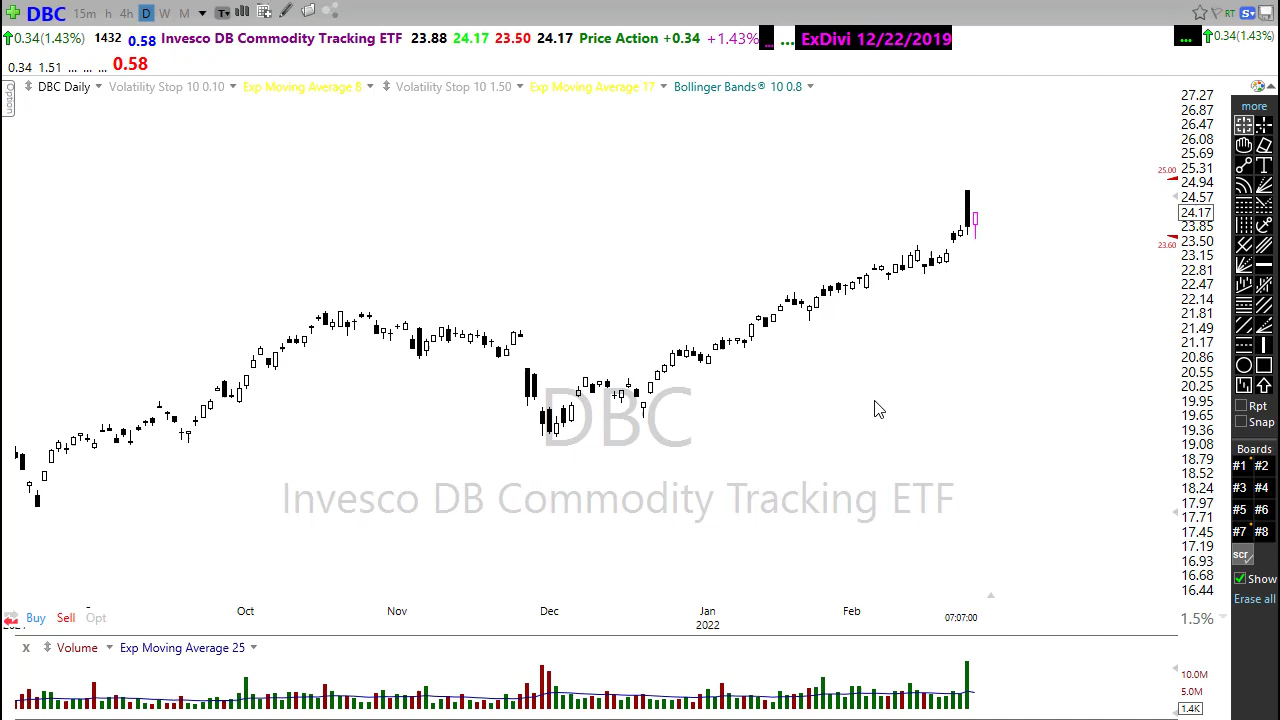 DBC 15m h 4h D W M T RT S
0.34(1.43%) 1432 0.58 Invesco DB Commodity Tracking ETF 23.88 24.17 23.50 24.17 Price Action +0.34 +1.43% ... ... ExDivi 12/22/2019 ... 0.34(1.43%)
0.34 1.51 ... ... ... 0.58
Option
DBC Daily Volatility Stop 10 0.10 Exp Moving Average 8 Volatility Stop 10 1.50 Exp Moving Average 17 Bollinger Bands® 10 0.8
27.27
26.87
26.47
26.08
25.69
25.31
25.00
24.94
24.57
24.17
23.85
23.50
23.60
23.15
22.81
22.47
22.14
21.81
21.49
21.17
20.86
20.55
20.25
19.95
19.65
19.36
19.08
18.79
18.52
18.24
17.97
17.71
17.45
17.19
16.93
16.68
16.44
more
T
Rpt
Snap
Boards
#1 #2
#3 #4
#5 #6
#7 #8
scr
Show
Erase all
DBC
Invesco DB Commodity Tracking ETF
Oct Nov Dec Jan Feb
2022 07:07:00
Buy Sell Opt
1.5%
x Volume Exp Moving Average 25
10.0M
5.0M
1.4K